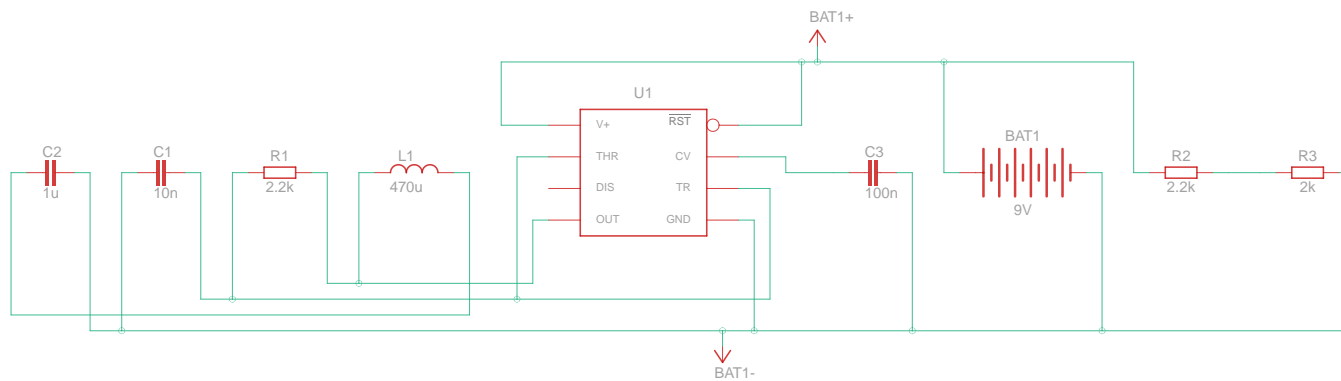 BAT1+
U1
V+
RST
THR
CV
DIS
TR
OUT
GND
C2
1u
C1
10n
R1
2.2k
L1
470u
C3
100n
BAT1
9V
R2
2.2k
R3
2k
BAT1-